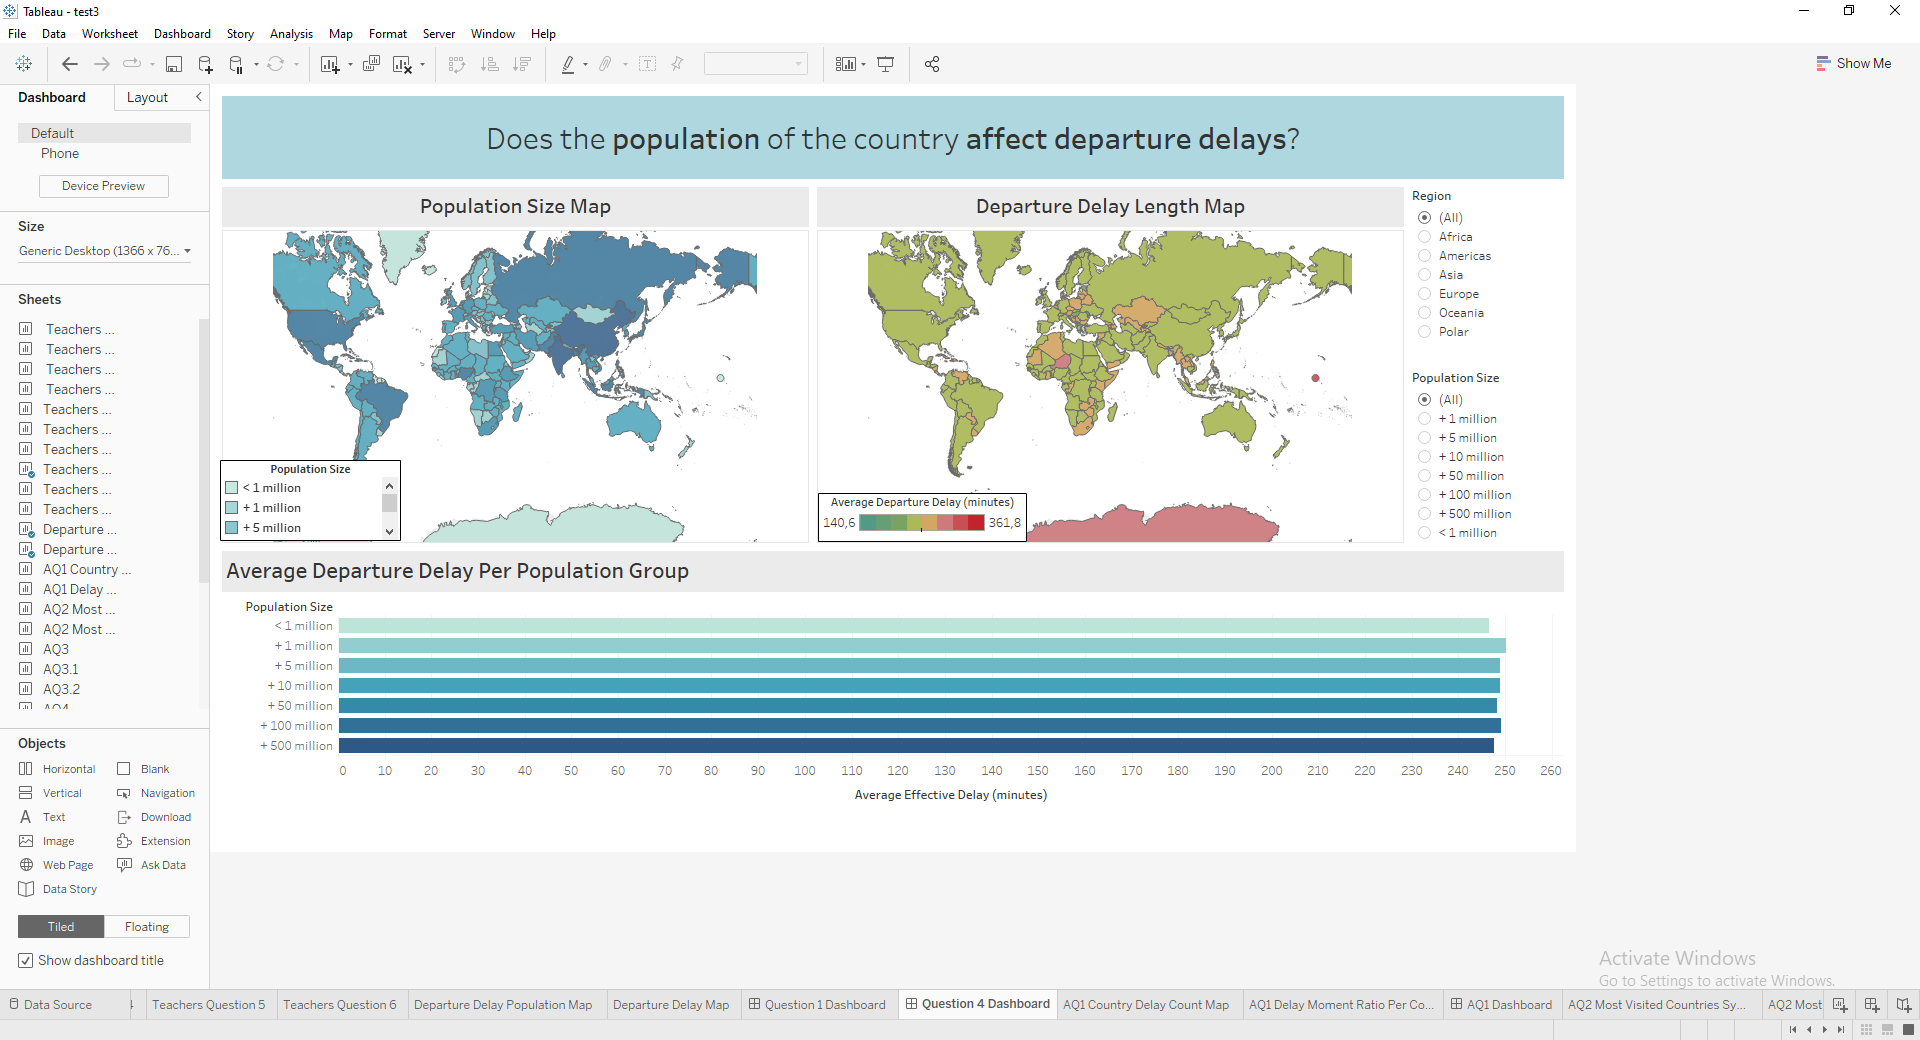 Tableau - test3
File Data Worksheet Dashboard Story Analysis Map Format Server Window Help
Show Me
Dashboard
Layout
Default
Phone
Device Preview
Size
Generic Desktop (1366 x 76...
Sheets
Teachers ...
Teachers ...
Teachers ...
Teachers ...
Teachers ...
Teachers ...
Teachers ...
Teachers ...
Teachers ...
Teachers ...
Departure ...
Departure ...
AQ1 Country ...
AQ1 Delay ...
AQ2 Most ...
AQ2 Most ...
AQ3
AQ3.1
AQ3.2
AQ4
Objects
Horizontal
Blank
Vertical
Navigation
Text
Download
Image
Extension
Web Page
Ask Data
Data Story
Tiled
Floating
Show dashboard title
Does the population of the country affect departure delays?
Population Size Map
Population Size
< 1 million
+ 1 million
+ 5 million
Departure Delay Length Map
Average Departure Delay (minutes)
140,6
361,8
Region
(All)
Africa
Americas
Asia
Europe
Oceania
Polar
Population Size
(All)
+ 1 million
+ 5 million
+ 10 million
+ 50 million
+ 100 million
+ 500 million
< 1 million
Average Departure Delay Per Population Group
Population Size
< 1 million
+ 1 million
+ 5 million
+ 10 million
+ 50 million
+ 100 million
+ 500 million
0 10 20 30 40 50 60 70 80 90 100 110 120 130 140 150 160 170 180 190 200 210 220 230 240 250 260
Average Effective Delay (minutes)
Activate Windows
Go to Settings to activate Windows.
Data Source
Teachers Question 5
Teachers Question 6
Departure Delay Population Map
Departure Delay Map
Question 1 Dashboard
Question 4 Dashboard
AQ1 Country Delay Count Map
AQ1 Delay Moment Ratio Per Co...
AQ1 Dashboard
AQ2 Most Visited Countries Sy...
AQ2 Most